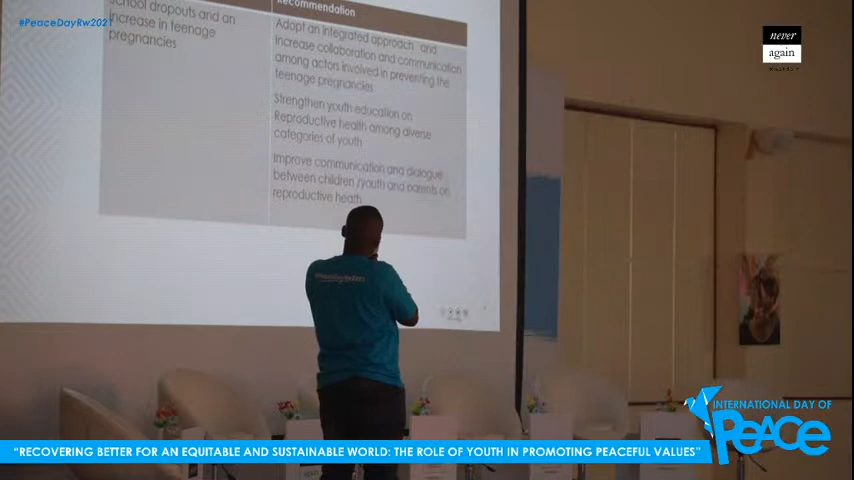 #PeaceDayRw2021
School dropouts and an
increase in teenage
pregnancies
Recommendation
Adopt an integrated approach and
increase collaboration and communication
among actors involved in preventing the
teenage pregnancies
Strengthen youth education on
Reproductive health among diverse
categories of youth
Improve communication and dialogue
between children /youth and parents on
reproductive health
never
again
INTERNATIONAL DAY OF
PEACE
“RECOVERING BETTER FOR AN EQUITABLE AND SUSTAINABLE WORLD: THE ROLE OF YOUTH IN PROMOTING PEACEFUL VALUES”